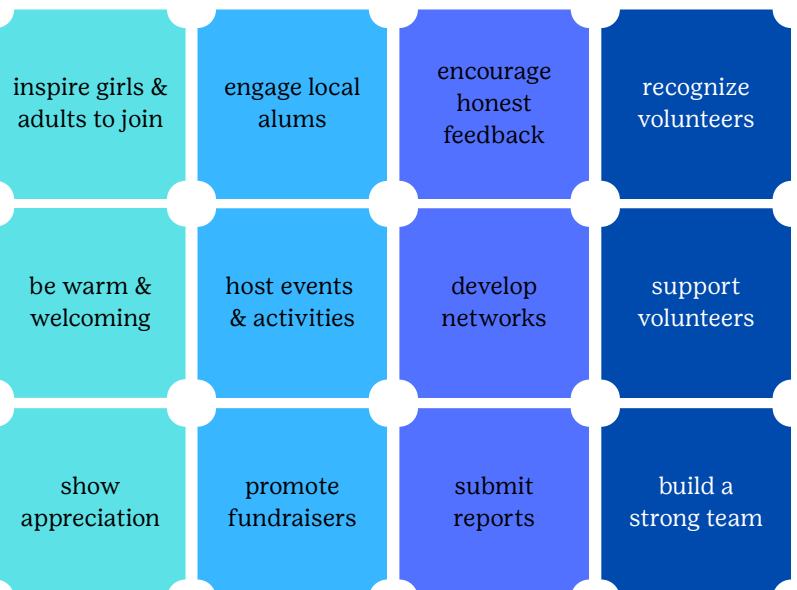 inspire girls &
adults to join
engage local
alums
encourage
honest
feedback
recognize
volunteers
be warm &
welcoming
host events
& activities
develop
networks
support
volunteers
show
appreciation
promote
fundraisers
submit
reports
build a
strong team